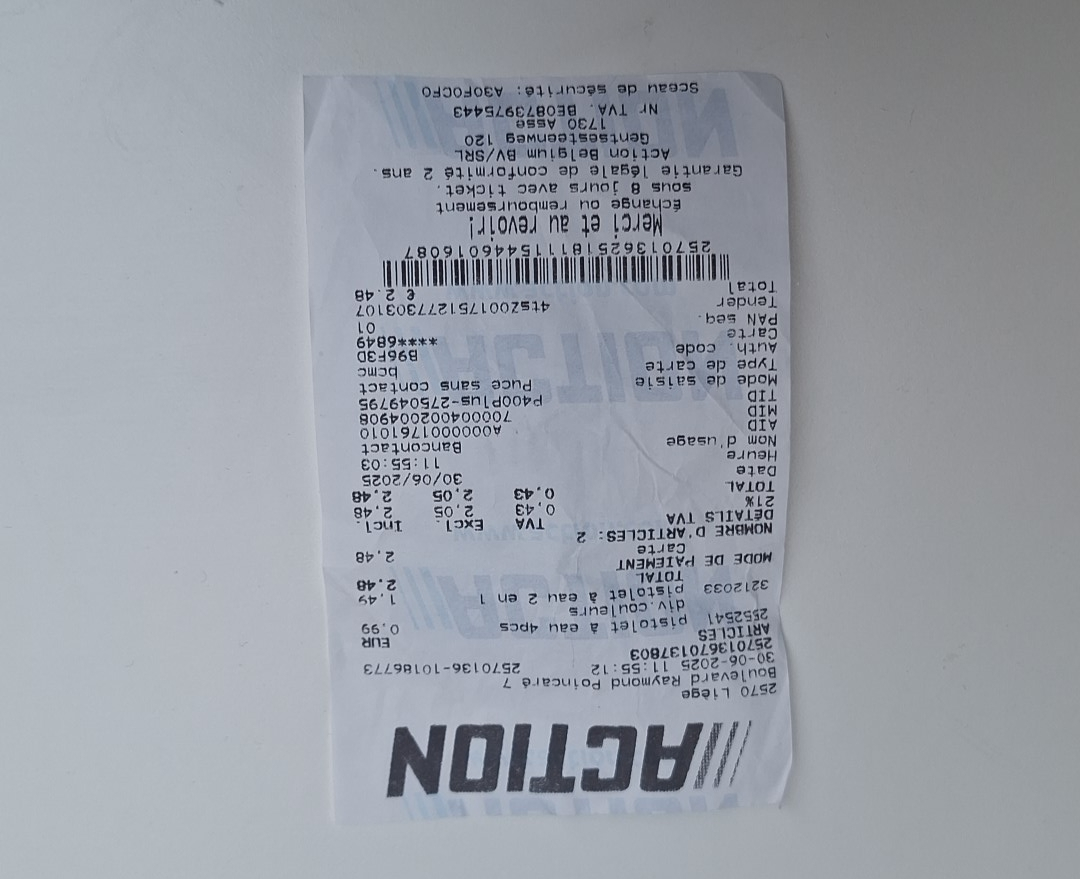 ACTION
2570 Liège
Boulevard Raymond Poincaré 7
30-06-2025 11:55:12 2570136-10186773
257013670137803
ARTICLES EUR
2552541 pistolet à eau 4pcs 0,99
div.couleurs
3212033 pistolet à eau 2 en 1 1,49
TOTAL 2,48
MODE DE PAIEMENT
Carte 2,48
NOMBRE D'ARTICLES: 2
DÉTAILS TVA TVA Excl. Incl.
21% 0,43 2,05 2,48
TOTAL 0,43 2,05 2,48
Date 30/06/2025
Heure 11:55:03
Nom d'usage Bancontact
AID A0000001761010
MID 700004002004908
TID P400Plus-275049795
Mode de saisie Puce sans contact
Type de carte bcmc
Auth. code B96F3D
Carte ****6849
PAN seq. 01
Tender 4tsZ001751277303107
Total € 2.48
2570136251811115446016087
Merci et au revoir!
Échange ou remboursement
sous 8 jours avec ticket.
Garantie légale de conformité 2 ans.
Action Belgium BV/SRL
Gentsesteenweg 120
1730 Asse
Nr TVA. BE0873975443
Sceau de sécurité: A30F0CF0